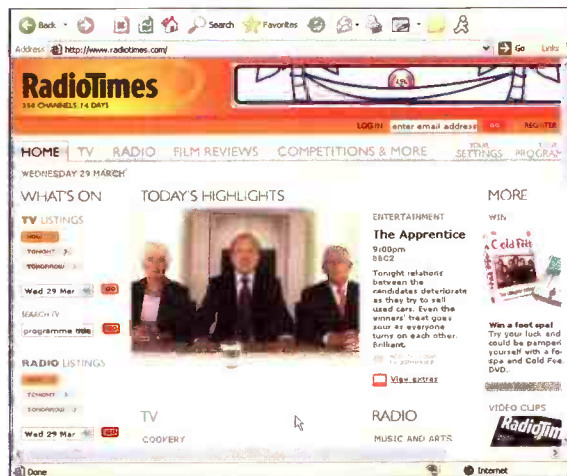 Back
Search
Favorites
Address http://www.radiotimes.com/
Go
Links
RadioTimes
CHANNELS, 14 DAYS
LOG IN
enter email address
GO
REGISTER
HOME
TV
RADIO
FILM REVIEWS
COMPETITIONS & MORE
YOUR SETTINGS
YOUR PROGRAM
WEDNESDAY 29 MARCH
WHAT'S ON
TV LISTINGS
NOW
TONIGHT
TOMORROW
Wed 29 Mar
GO
SEARCH TV
programme title
RADIO LISTINGS
TONIGHT
TOMORROW
Wed 29 Mar
TODAY'S HIGHLIGHTS
ENTERTAINMENT
The Apprentice
9:00pm
BBC2
Tonight relations
between the
candidates deteriorate
as they try to sell
used cars. Even the
winners' treat goes
sour as everyone
turns on each other.
Brilliant.
View extras
TV
COOKERY
RADIO
MUSIC AND ARTS
MORE
WIN
Cold Feet
Win a foot spa!
Try your luck and
could be pamperi
yourself with a fo
spa and Cold Fee
DVD.
VIDEO CLIPS
RadioTim
Done
Internet